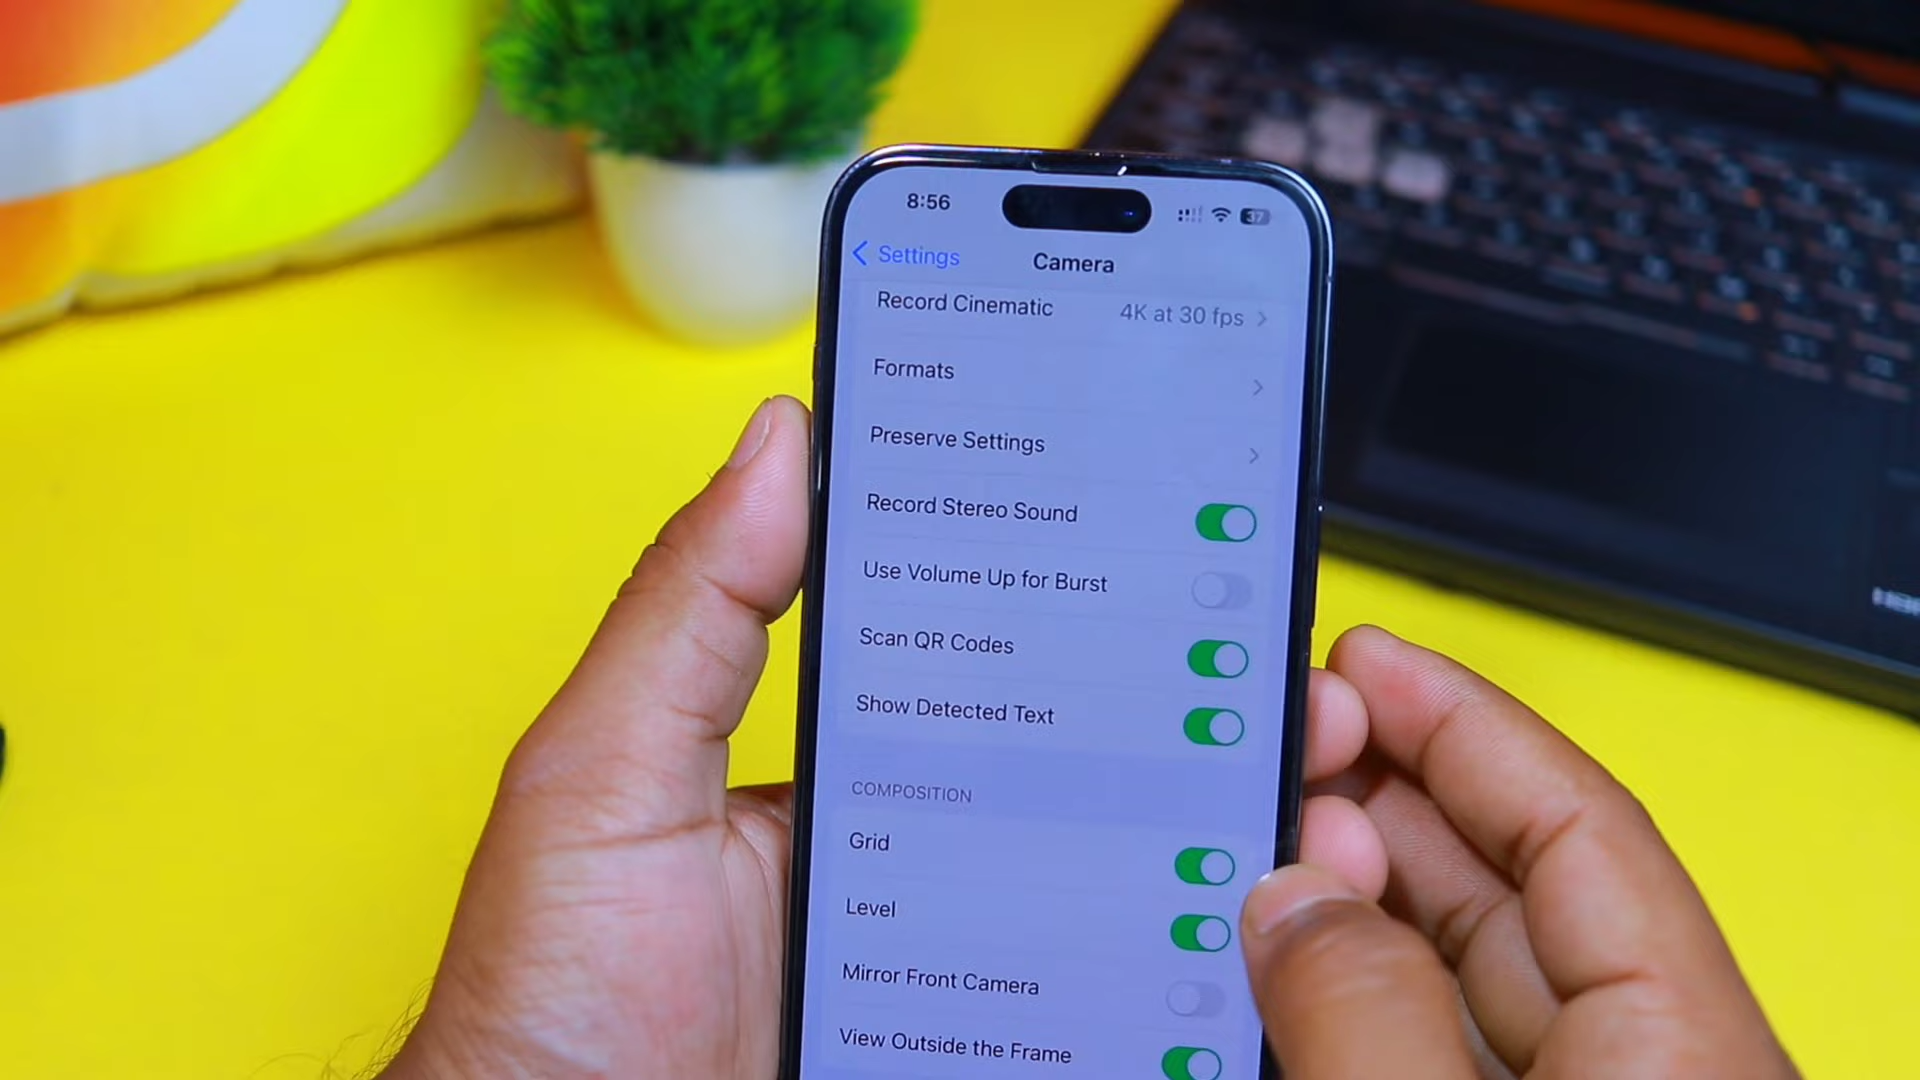 8:56
37
Settings
Camera
Record Cinematic 4K at 30 fps
Formats
Preserve Settings
Record Stereo Sound
Use Volume Up for Burst
Scan QR Codes
Show Detected Text
COMPOSITION
Grid
Level
Mirror Front Camera
View Outside the Frame